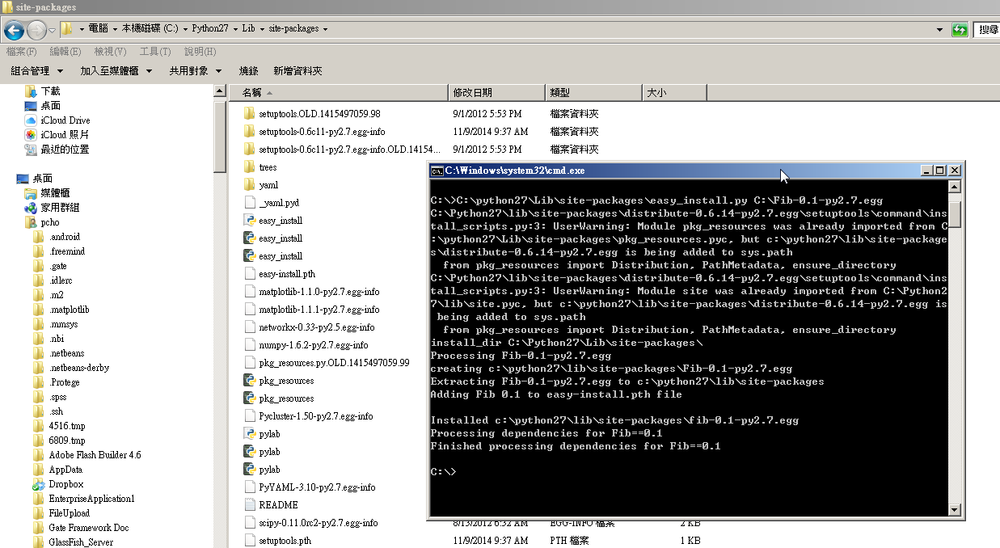 site-packages
電腦 本機磁碟 (C:) Python27 Lib site-packages 搜尋
檔案(F) 編輯(E) 檢視(V) 工具(T) 說明(H)
組合管理 加入至媒體櫃 共用對象 燒錄 新增資料夾
下載
桌面
iCloud Drive
iCloud 照片
最近的位置
桌面
媒體櫃
家用群組
pcho
.android
.freemind
.gate
.idlerc
.m2
.matplotlib
.mmsys
.nbi
.netbeans
.netbeans-derby
.Protege
.spss
.ssh
4516.tmp
6809.tmp
Adobe Flash Builder 4.6
AppData
Dropbox
EnterpriseApplication1
FileUpload
Gate Framework Doc
GlassFish_Server
名稱 修改日期 類型 大小
setuptools.OLD.1415497059.98 9/1/2012 5:53 PM 檔案資料夾
setuptools-0.6c11-py2.7.egg-info 11/9/2014 9:37 AM 檔案資料夾
setuptools-0.6c11-py2.7.egg-info.OLD.14154... 9/1/2012 5:53 PM 檔案資料夾
trees
yaml
_yaml.pyd
easy_install
easy_install
easy_install
easy-install.pth
matplotlib-1.1.0-py2.7.egg-info
matplotlib-1.1.1-py2.7.egg-info
networkx-0.33-py2.5.egg-info
numpy-1.6.2-py2.7.egg-info
pkg_resources.py.OLD.1415497059.99
pkg_resources
pkg_resources
Pycluster-1.50-py2.7.egg-info
pylab
pylab
pylab
PyYAML-3.10-py2.7.egg-info
README
scipy-0.11.0rc2-py2.7.egg-info 8/13/2012 6:32 AM EGG-INFO 檔案 2 KB
setuptools.pth 11/9/2014 9:37 AM PTH 檔案 1 KB
C:\Windows\system32\cmd.exe
C:\>C:\python27\Lib\site-packages\easy_install.py C:\Fib-0.1-py2.7.egg
C:\Python27\lib\site-packages\distribute-0.6.14-py2.7.egg\setuptools\command\ins
tall_scripts.py:3: UserWarning: Module pkg_resources was already imported from C
:\python27\Lib\site-packages\pkg_resources.pyc, but c:\python27\lib\site-package
s\distribute-0.6.14-py2.7.egg is being added to sys.path
from pkg_resources import Distribution, PathMetadata, ensure_directory
C:\Python27\lib\site-packages\distribute-0.6.14-py2.7.egg\setuptools\command\ins
tall_scripts.py:3: UserWarning: Module site was already imported from C:\Python2
7\lib\site.pyc, but c:\python27\lib\site-packages\distribute-0.6.14-py2.7.egg is
being added to sys.path
from pkg_resources import Distribution, PathMetadata, ensure_directory
install_dir C:\Python27\Lib\site-packages\
Processing Fib-0.1-py2.7.egg
creating c:\python27\lib\site-packages\Fib-0.1-py2.7.egg
Extracting Fib-0.1-py2.7.egg to c:\python27\lib\site-packages
Adding Fib 0.1 to easy-install.pth file
Installed c:\python27\lib\site-packages\fib-0.1-py2.7.egg
Processing dependencies for Fib==0.1
Finished processing dependencies for Fib==0.1
C:\>